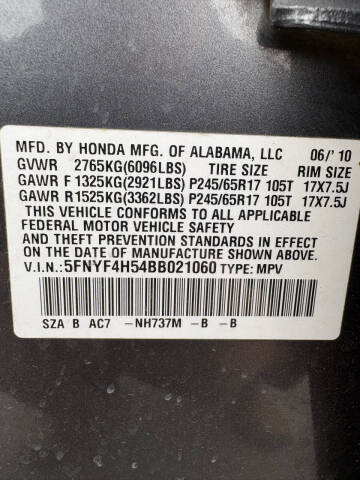 MFD. BY HONDA MFG. OF ALABAMA, LLC 06/'10
GVWR 2765KG(6096LBS) TIRE SIZE RIM SIZE
GAWR F 1325KG(2921LBS) P245/65R17 105T 17X7.5J
GAWR R 1525KG(3362LBS) P245/65R17 105T 17X7.5J
THIS VEHICLE CONFORMS TO ALL APPLICABLE
FEDERAL MOTOR VEHICLE SAFETY
AND THEFT PREVENTION STANDARDS IN EFFECT
ON THE DATE OF MANUFACTURE SHOWN ABOVE.
V.I.N.: 5FNYF4H54BB021060 TYPE: MPV
SZA B AC7 -NH737M -B -B